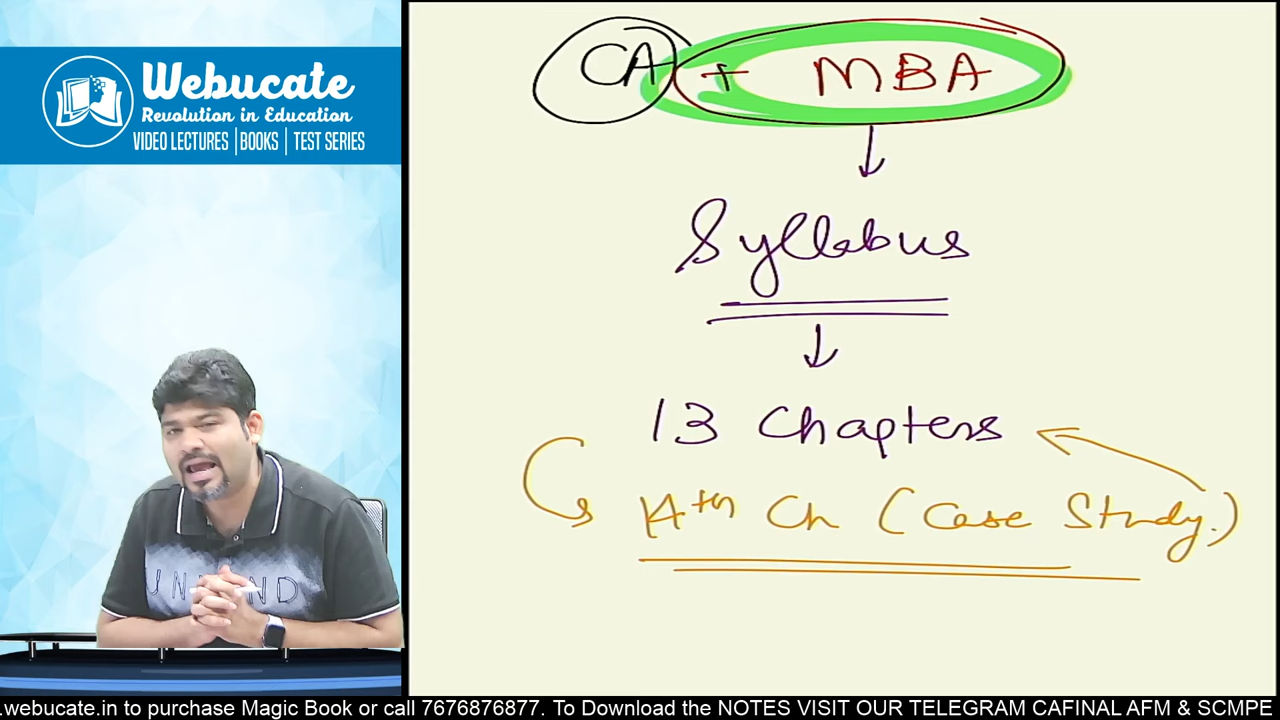 Webucate
Revolution in Education
VIDEO LECTURES | BOOKS | TEST SERIES
CA + MBA
Syllabus
13 Chapters
14th Ch (Case Study.)
.webucate.in to purchase Magic Book or call 7676876877. To Download the NOTES VISIT OUR TELEGRAM CAFINAL AFM & SCMPE